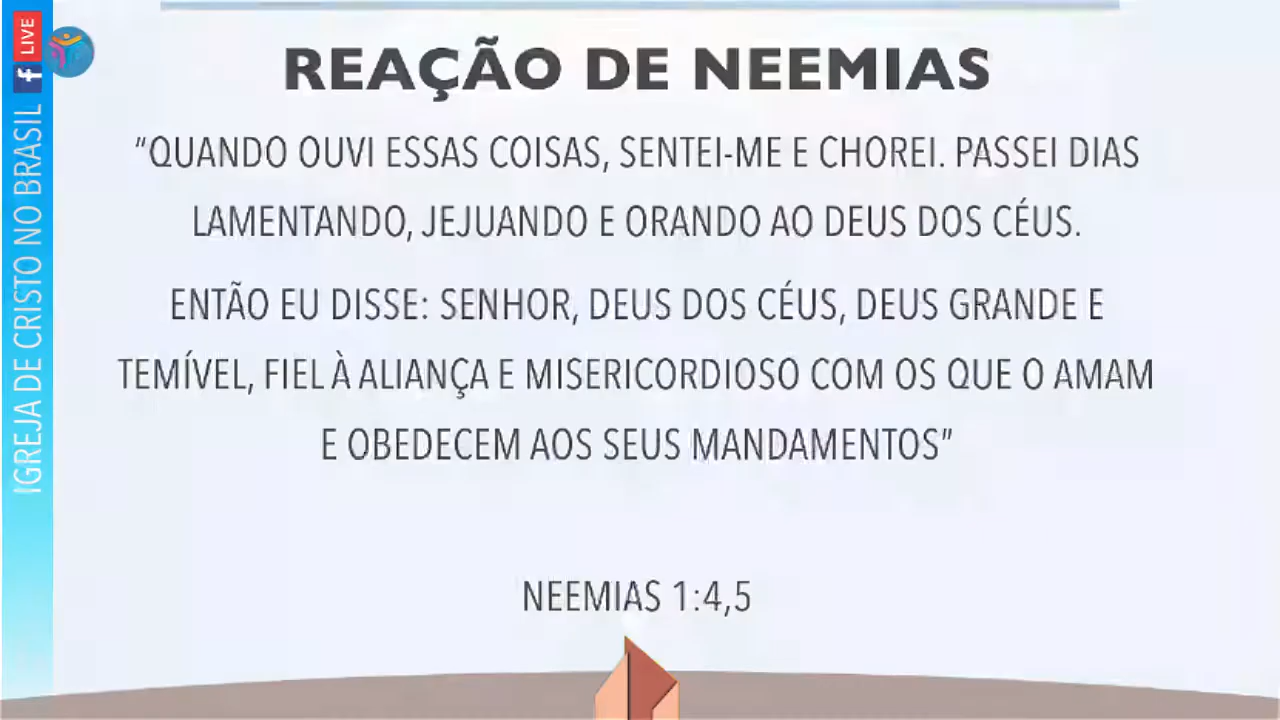 REAÇÃO DE NEEMIAS
"QUANDO OUVI ESSAS COISAS, SENTEI-ME E CHOREI. PASSEI DIAS
LAMENTANDO, JEJUANDO E ORANDO AO DEUS DOS CÉUS.
ENTÃO EU DISSE: SENHOR, DEUS DOS CÉUS, DEUS GRANDE E
TEMÍVEL, FIEL À ALIANÇA E MISERICORDIOSO COM OS QUE O AMAM
E OBEDECEM AOS SEUS MANDAMENTOS"
NEEMIAS 1:4,5
IGREJA DE CRISTO NO BRASIL f LIVE